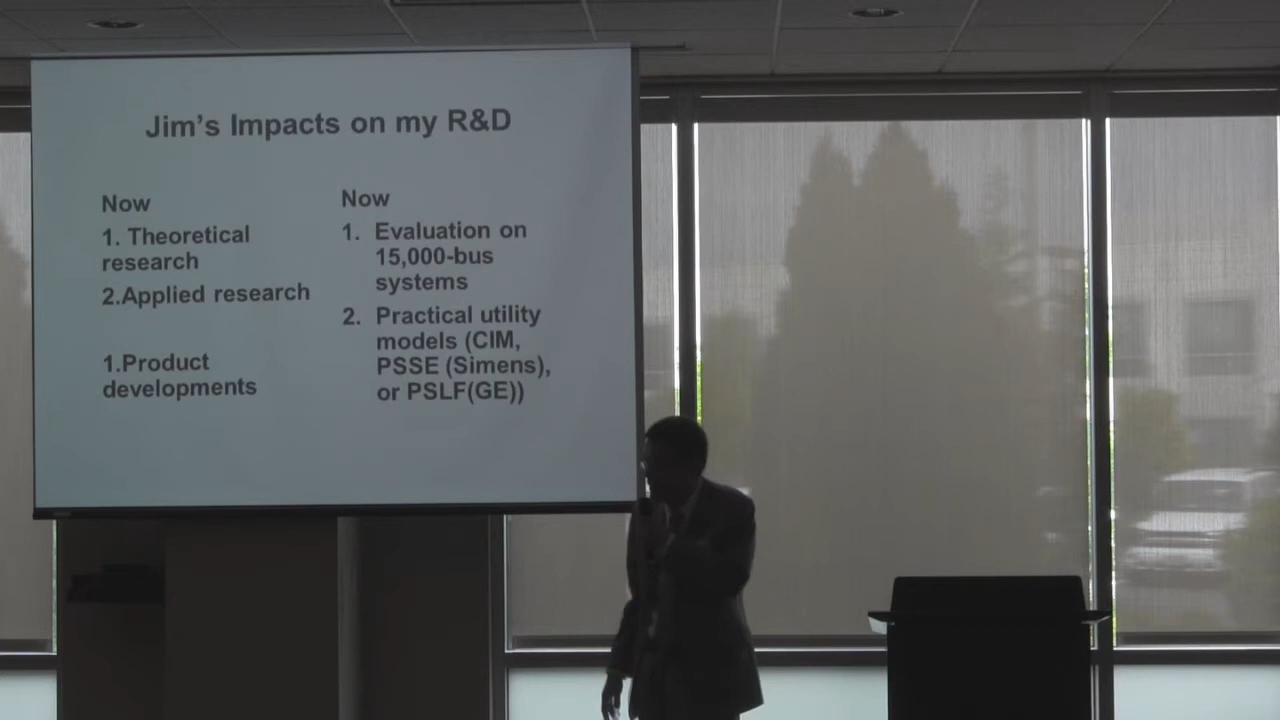 Jim's Impacts on my R&D
Now
1. Theoretical
research
2.Applied research
1.Product
developments
Now
1. Evaluation on
15,000-bus
systems
2. Practical utility
models (CIM,
PSSE (Simens),
or PSLF(GE))